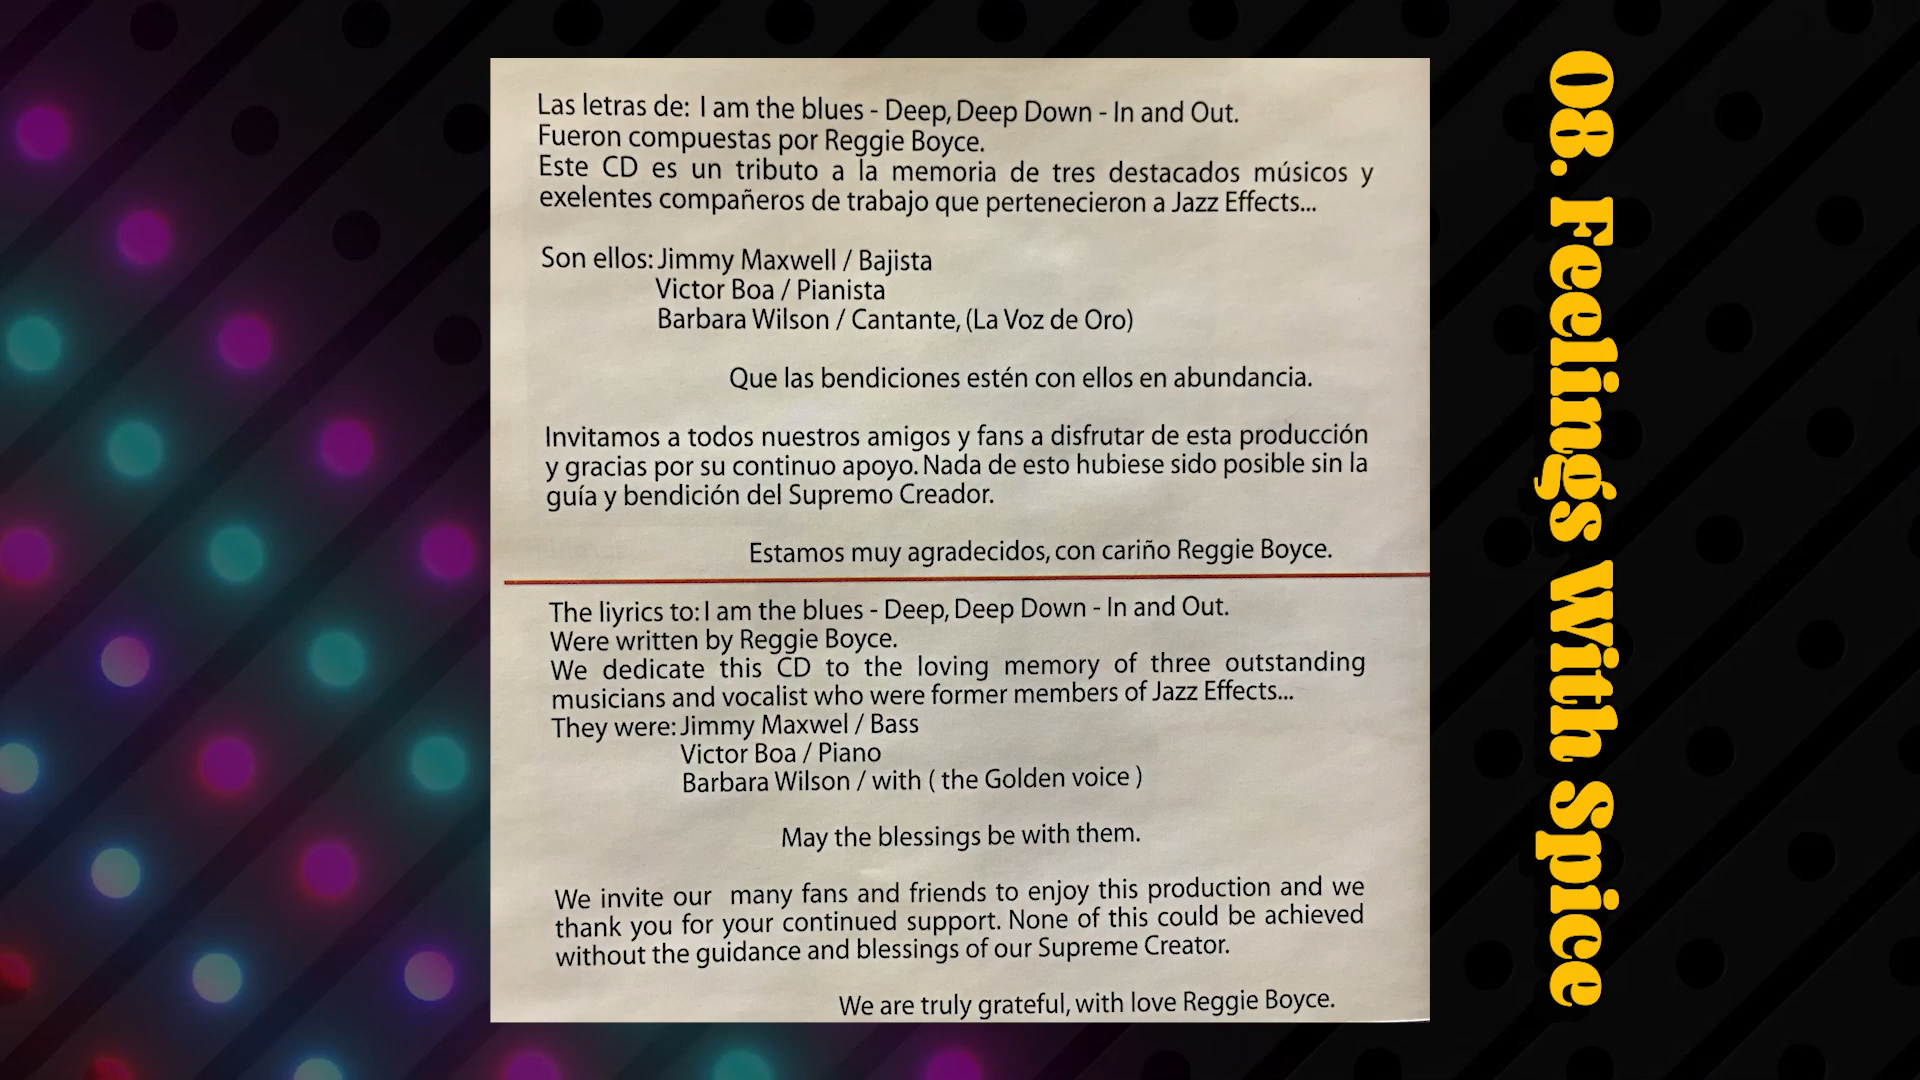 Las letras de: I am the blues - Deep, Deep Down - In and Out.
Fueron compuestas por Reggie Boyce.
Este CD es un tributo a la memoria de tres destacados músicos y
exelentes compañeros de trabajo que pertenecieron a Jazz Effects...
Son ellos: Jimmy Maxwell / Bajista
Victor Boa / Pianista
Barbara Wilson / Cantante, (La Voz de Oro)
Que las bendiciones estén con ellos en abundancia.
Invitamos a todos nuestros amigos y fans a disfrutar de esta producción
y gracias por su continuo apoyo. Nada de esto hubiese sido posible sin la
guía y bendición del Supremo Creador.
Estamos muy agradecidos, con cariño Reggie Boyce.
The liyrics to: I am the blues - Deep, Deep Down - In and Out.
Were written by Reggie Boyce.
We dedicate this CD to the loving memory of three outstanding
musicians and vocalist who were former members of Jazz Effects...
They were: Jimmy Maxwel / Bass
Victor Boa / Piano
Barbara Wilson / with ( the Golden voice )
May the blessings be with them.
We invite our many fans and friends to enjoy this production and we
thank you for your continued support. None of this could be achieved
without the guidance and blessings of our Supreme Creator.
We are truly grateful, with love Reggie Boyce.
08. Feelings With Spice